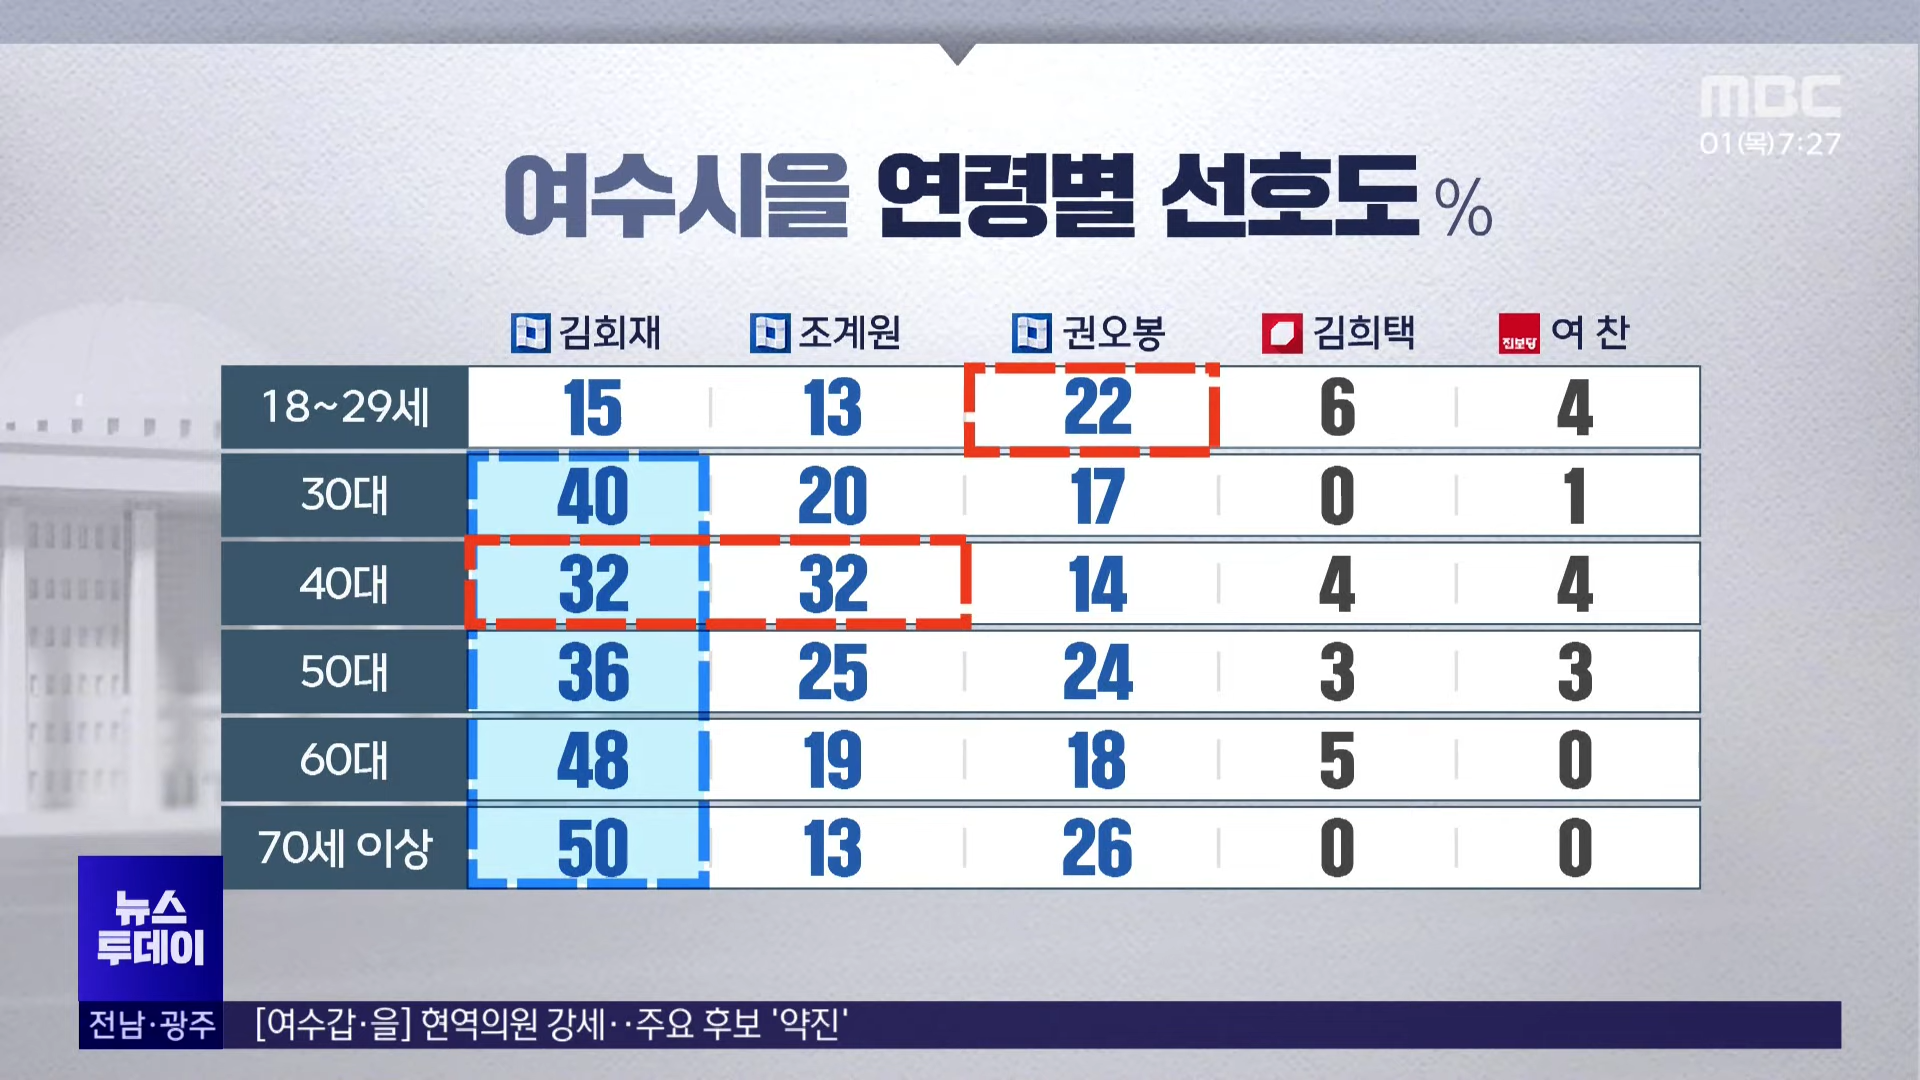 MBC
01(목)7:27
여수시을 연령별 선호도 %
김회재 조계원 권오봉 김희택 진보당 여 찬
18~29세 15 13 22 6 4
30대 40 20 17 0 1
40대 32 32 14 4 4
50대 36 25 24 3 3
60대 48 19 18 5 0
70세 이상 50 13 26 0 0
뉴스
투데이
전남·광주 [여수갑·을] 현역의원 강세··주요 후보 '약진'